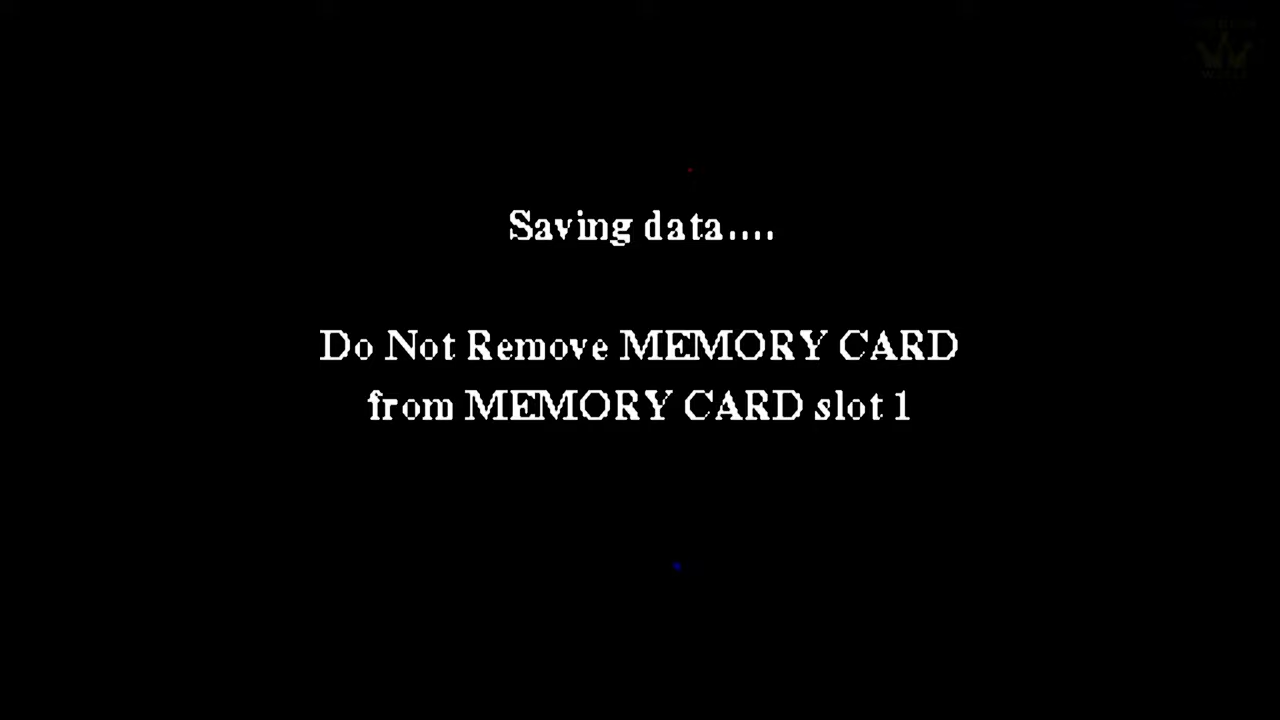 Saving data....
Do Not Remove MEMORY CARD
from MEMORY CARD slot 1